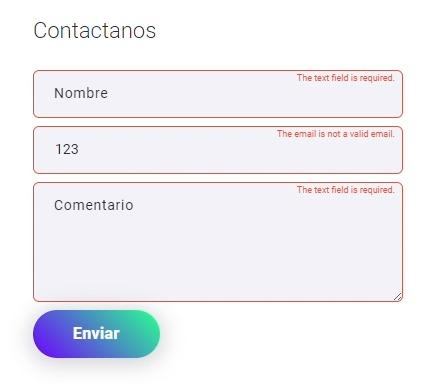 Contactanos
The text field is required.
Nombre
The email is not a valid email.
123
The text field is required.
Comentario
Enviar